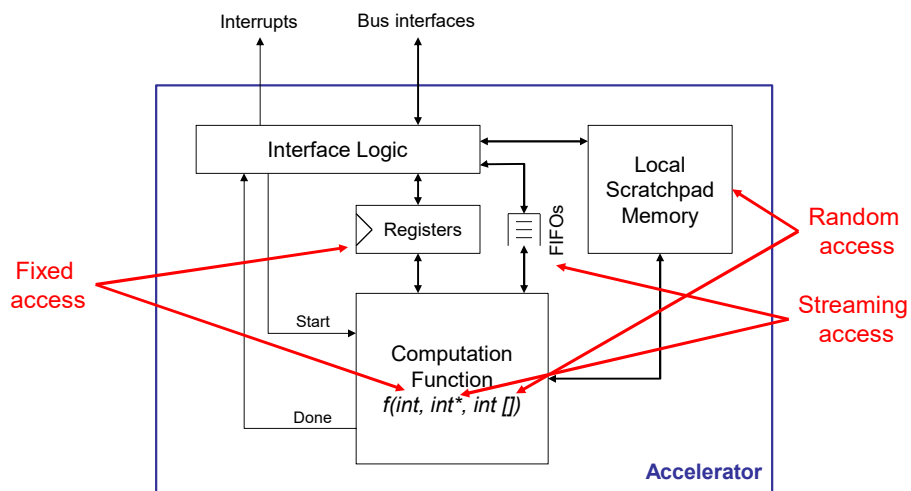 Interrupts
Bus interfaces
Interface Logic
Local
Scratchpad
Memory
Registers
FIFOs
Random
access
Fixed
access
Streaming
access
Start
Computation
Function
f(int, int*, int [])
Done
Accelerator